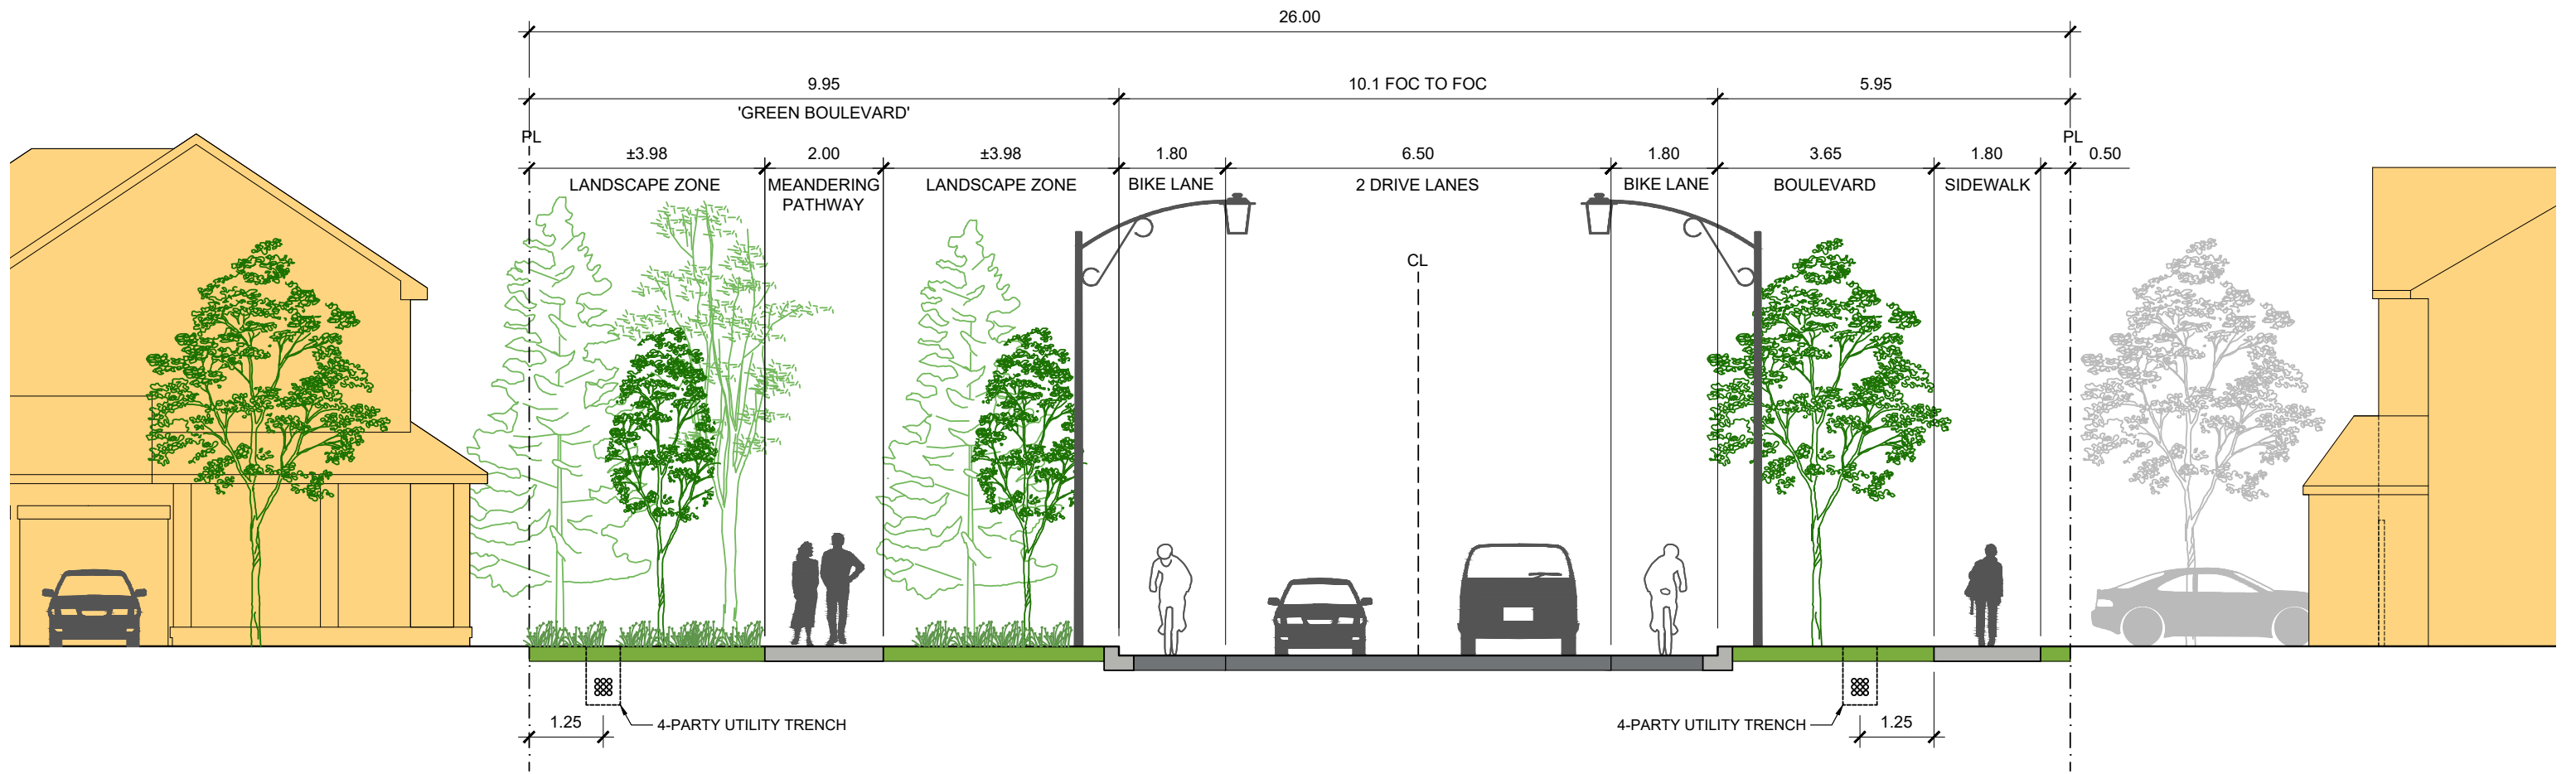 26.00
9.95
10.1 FOC TO FOC
5.95
'GREEN BOULEVARD'
PL
PL
±3.98
2.00
±3.98
1.80
6.50
1.80
3.65
1.80
0.50
LANDSCAPE ZONE
MEANDERING
PATHWAY
LANDSCAPE ZONE
BIKE LANE
2 DRIVE LANES
BIKE LANE
BOULEVARD
SIDEWALK
CL
1.25
4-PARTY UTILITY TRENCH
4-PARTY UTILITY TRENCH
1.25